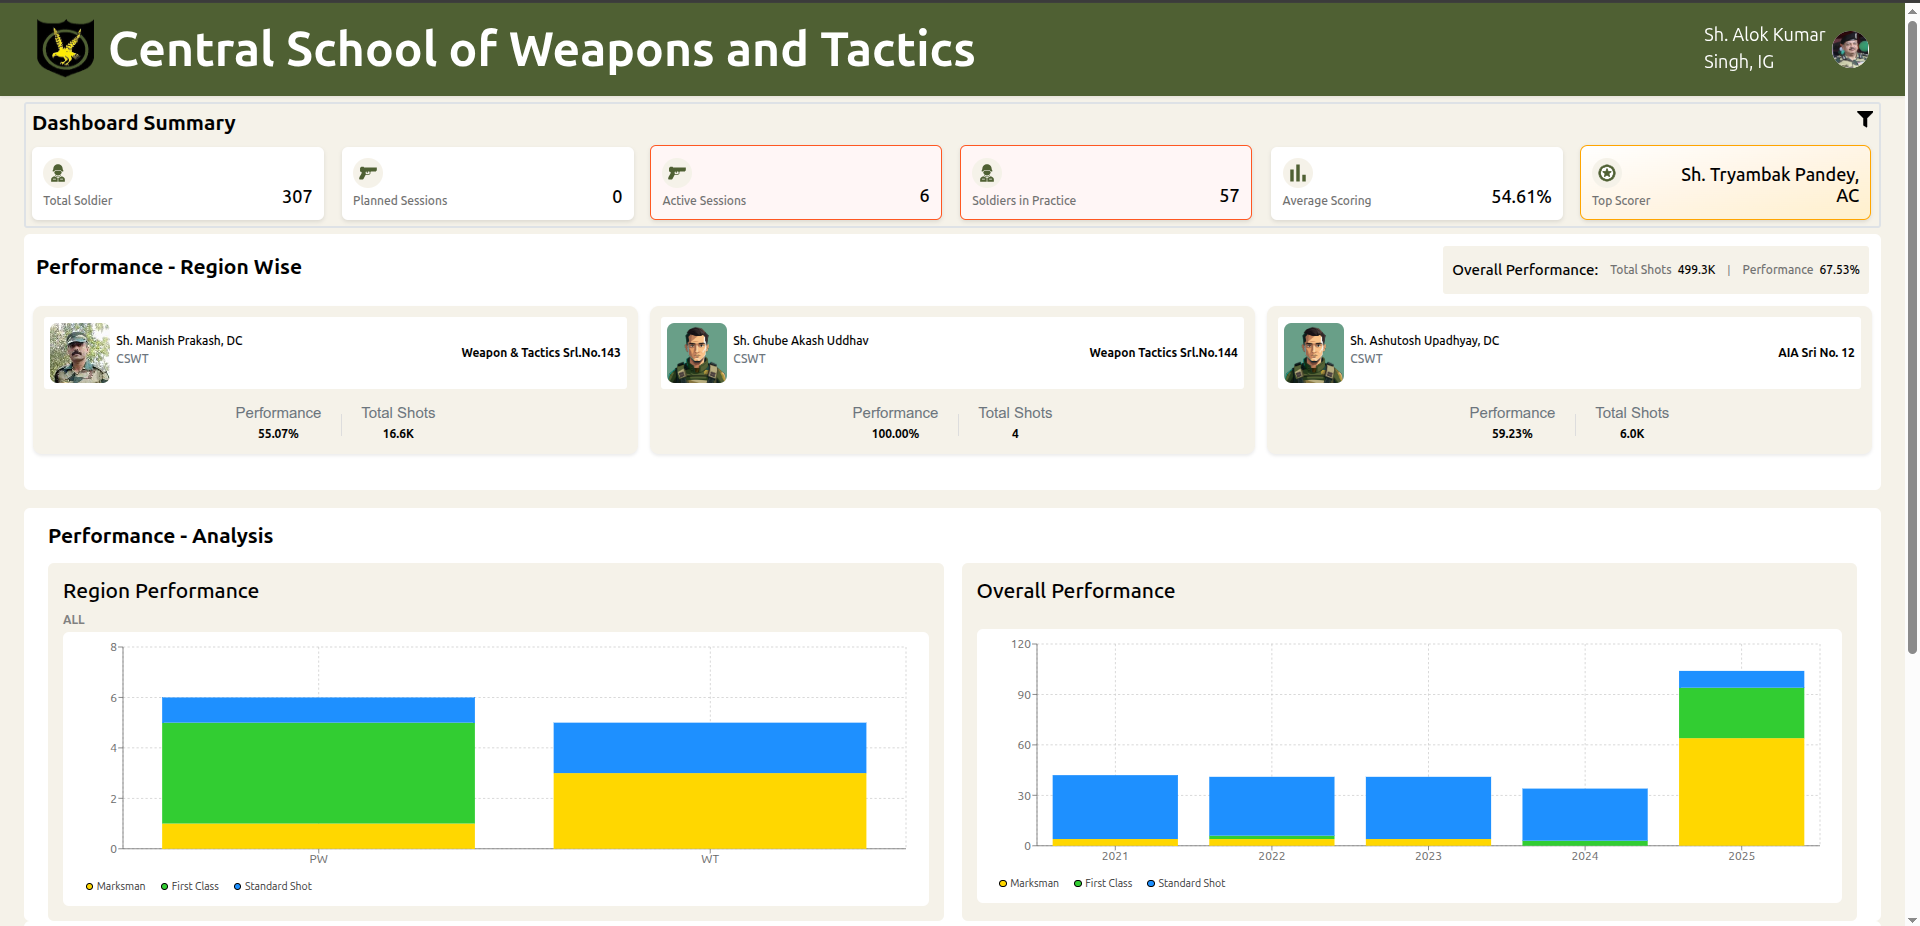 Central School of Weapons and Tactics
Sh. Alok Kumar
Singh, IG
Dashboard Summary
Total Soldier
307
Planned Sessions
0
Active Sessions
6
Soldiers in Practice
57
Average Scoring
54.61%
Top Scorer
Sh. Tryambak Pandey,
AC
Performance - Region Wise
Overall Performance: Total Shots 499.3K | Performance 67.53%
Sh. Manish Prakash, DC
CSWT
Weapon & Tactics Srl.No.143
Performance
55.07%
Total Shots
16.6K
Sh. Ghube Akash Uddhav
CSWT
Weapon Tactics Srl.No.144
Performance
100.00%
Total Shots
4
Sh. Ashutosh Upadhyay, DC
CSWT
AIA Sri No. 12
Performance
59.23%
Total Shots
6.0K
Performance - Analysis
Region Performance
ALL
8
6
4
2
0
PW
WT
Marksman
First Class
Standard Shot
Overall Performance
120
90
60
30
0
2021
2022
2023
2024
2025
Marksman
First Class
Standard Shot